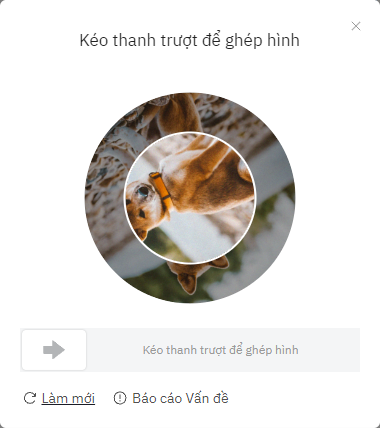 Kéo thanh trượt để ghép hình
Kéo thanh trượt để ghép hình
Làm mới
Báo cáo Vấn đề